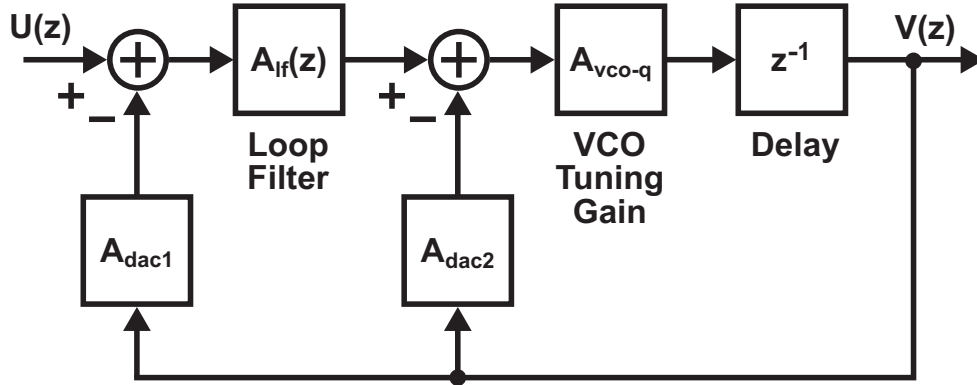 U(z)
V(z)
+
A_lf(z)
+
A_vco-q
z⁻¹
+
−
+
−
Loop
Filter
VCO
Tuning
Gain
Delay
A_dac1
A_dac2